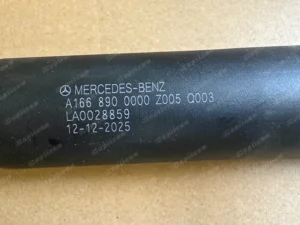 MERCEDES-BENZ
A166 890 0000 Z005 Q003
LA0028859
12-12-2025